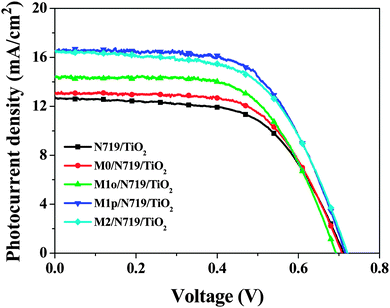 Photocurrent density (mA/cm²)
20
16
12
8
4
0
N719/TiO₂
M0/N719/TiO₂
M1o/N719/TiO₂
M1p/N719/TiO₂
M2/N719/TiO₂
0.0 0.2 0.4 0.6 0.8
Voltage (V)